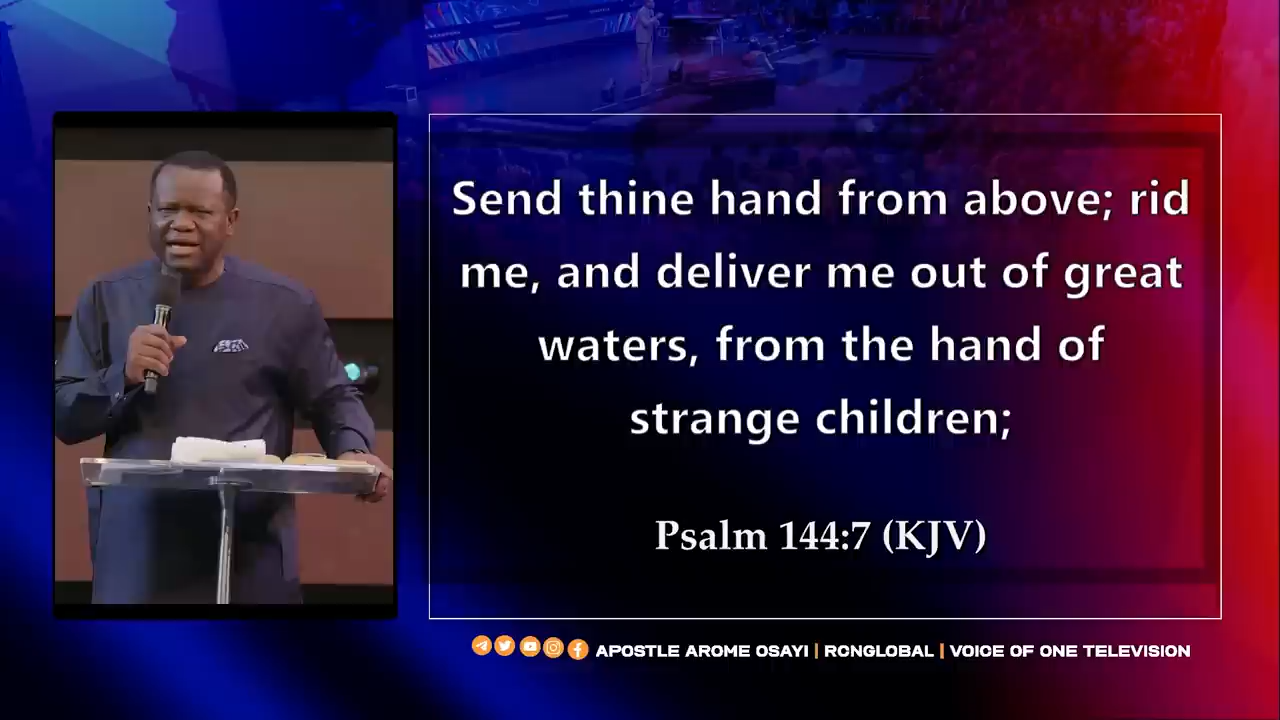 Send thine hand from above; rid
me, and deliver me out of great
waters, from the hand of
strange children;
Psalm 144:7 (KJV)
APOSTLE AROME OSAYI | RCNGLOBAL | VOICE OF ONE TELEVISION